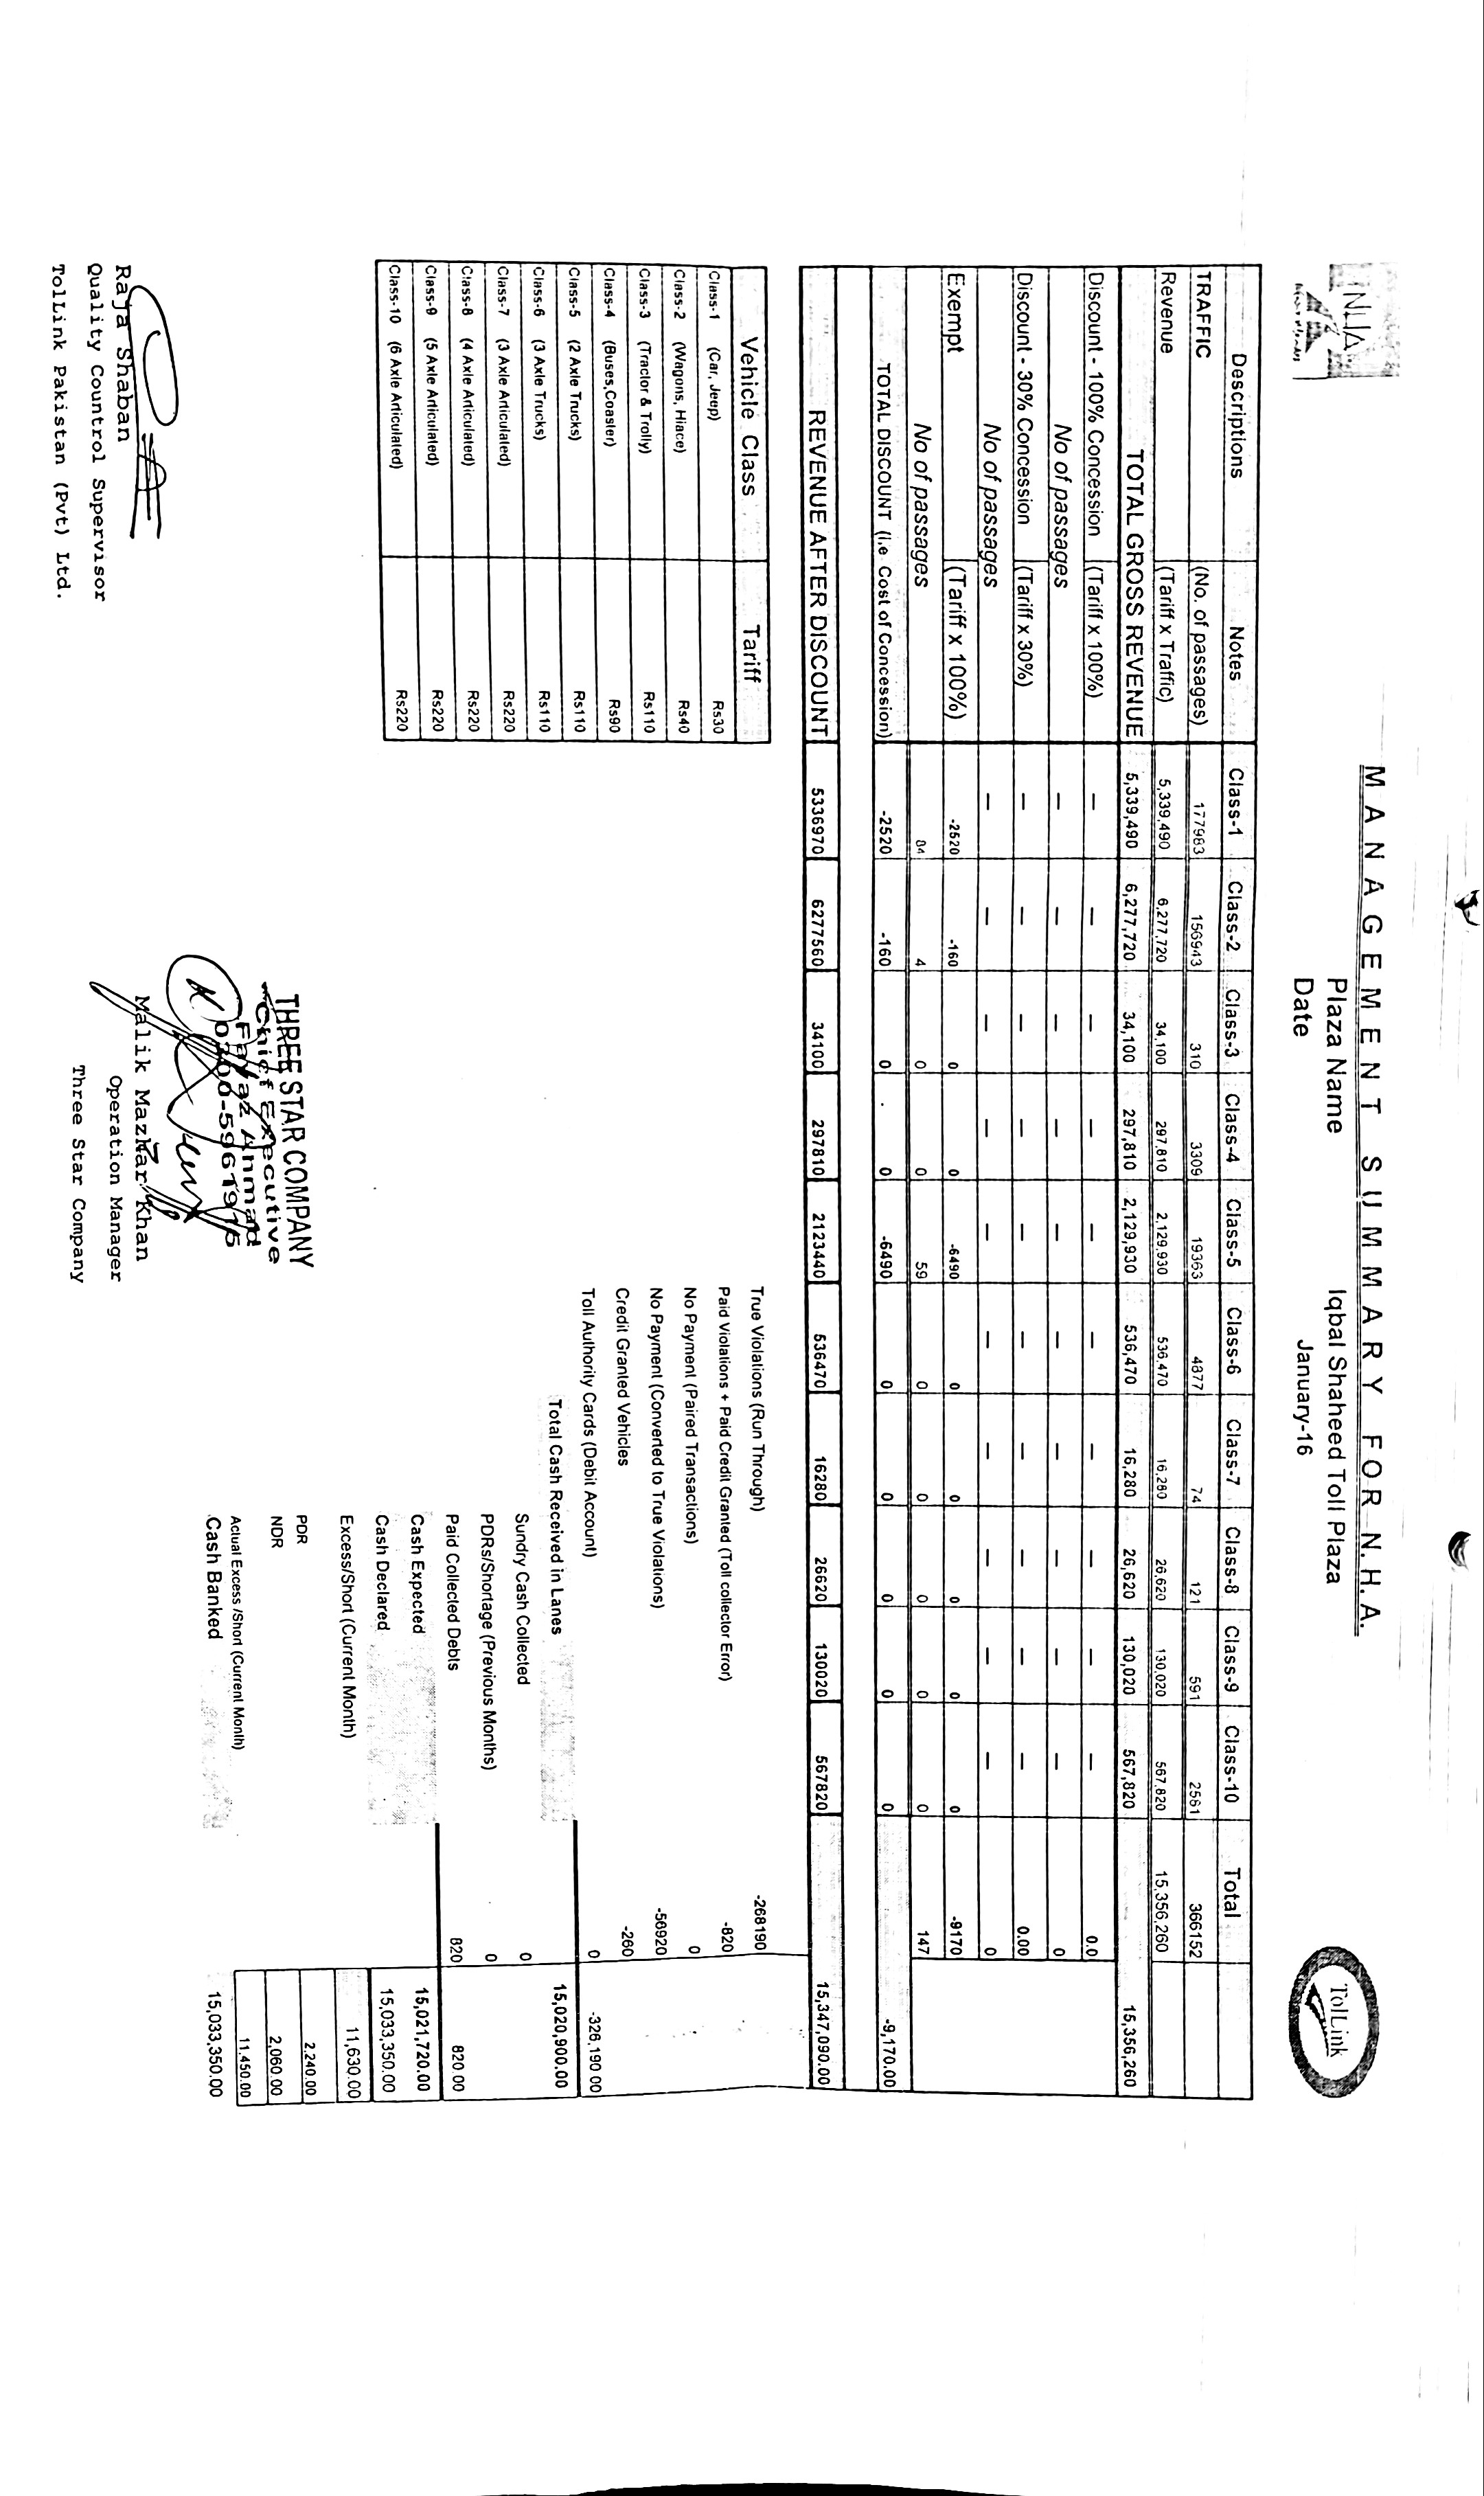 NHA
TolLink
MANAGEMENT SUMMARY FOR N.H.A.
Plaza Name Iqbal Shaheed Toll Plaza
Date January-16
Descriptions Notes Class-1 Class-2 Class-3 Class-4 Class-5 Class-6 Class-7 Class-8 Class-9 Class-10 Total
TRAFFIC (No. of passages) 177983 156943 310 3309 19363 4877 74 121 591 2581 366152
Revenue (Tariff x Traffic) 5,339,490 6,277,720 34,100 297,810 2,129,930 536,470 16,280 26,620 130,020 567,820 15,356,260
TOTAL GROSS REVENUE 5,339,490 6,277,720 34,100 297,810 2,129,930 536,470 16,280 26,620 130,020 567,820 15,356,260
Discount - 100% Concession (Tariff x 100%) – – – – – – – – – – 0.0
No of passages – – – – – – – – – – 0
Discount - 30% Concession (Tariff x 30%) – – – – – – – – – – 0.00
No of passages – – – – – – – – – – 0
Exempt (Tariff x 100%) -2520 -160 0 0 -6490 0 0 0 0 0 -9170
No of passages 84 4 0 0 59 0 0 0 0 0 147
TOTAL DISCOUNT (i.e Cost of Concession) -2520 -160 0 0 -6490 0 0 0 0 0 -9,170.00
REVENUE AFTER DISCOUNT 5336970 6277560 34100 297810 2123440 536470 16280 26620 130020 567820 15,347,090.00
Vehicle Class Tariff
Class-1 (Car, Jeep) Rs30
Class-2 (Wagons, Hiace) Rs40
Class-3 (Tractor & Trolly) Rs110
Class-4 (Buses,Coaster) Rs90
Class-5 (2 Axle Trucks) Rs110
Class-6 (3 Axle Trucks) Rs110
Class-7 (3 Axle Articulated) Rs220
Class-8 (4 Axle Articulated) Rs220
Class-9 (5 Axle Articulated) Rs220
Class-10 (6 Axle Articulated) Rs220
True Violations (Run Through) -268190
Paid Violations + Paid Credit Granted (Toll collector Error) -820
No Payment (Paired Transactions) 0
No Payment (Converted to True Violations) -56920
Credit Granted Vehicles -260
Toll Authority Cards (Debit Account) 0 -326,190.00
Total Cash Received in Lanes 15,020,900.00
Sundry Cash Collected 0
PDRs/Shortage (Previous Months) 0
Paid Collected Debts 820 820.00
Cash Expected 15,021,720.00
Cash Declared 15,033,350.00
Excess/Short (Current Month) 11,630.00
PDR 2,240.00
NDR 2,060.00
Actual Excess /Short (Current Month) 11,450.00
Cash Banked 15,033,350.00
THREE STAR COMPANY
Chief Executive
Fayaz Ahmad
Malik Mazhar Khan
Operation Manager
Three Star Company
Raja Shaban
Quality Countrol Supervisor
TolLink Pakistan (Pvt) Ltd.